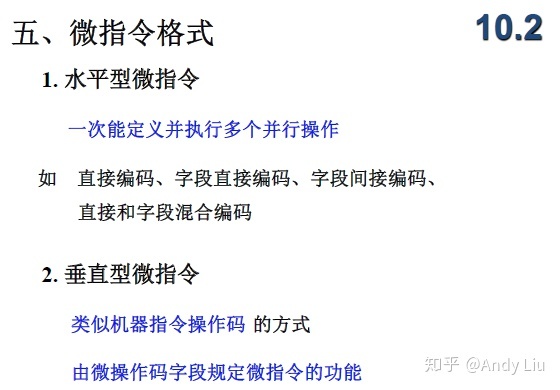 五、微指令格式
10.2
1. 水平型微指令
一次能定义并执行多个并行操作
如 直接编码、字段直接编码、字段间接编码、
直接和字段混合编码
2. 垂直型微指令
类似机器指令操作码 的方式
由微操作码字段规定微指令的功能
知乎 @Andy Liu